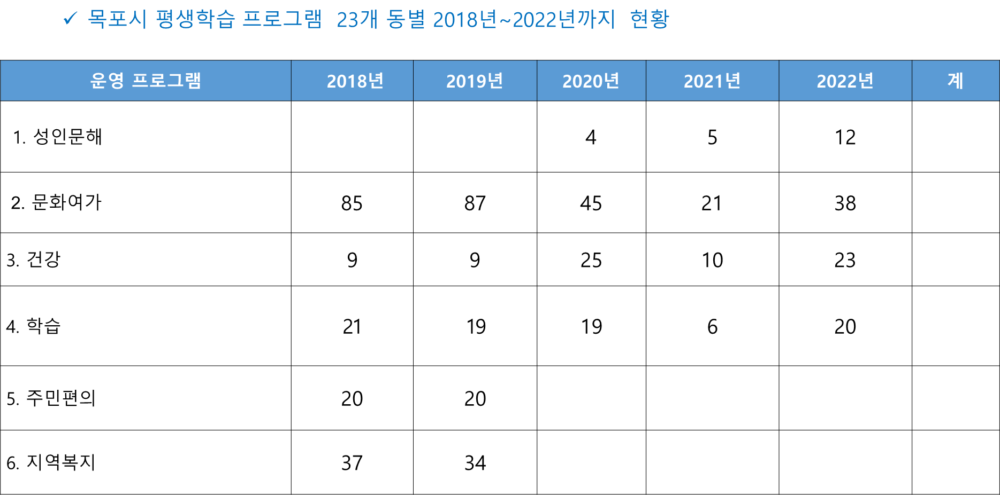 ✓ 목포시 평생학습 프로그램 23개 동별 2018년~2022년까지 현황
운영 프로그램 2018년 2019년 2020년 2021년 2022년 계
1. 성인문해 4 5 12
2. 문화여가 85 87 45 21 38
3. 건강 9 9 25 10 23
4. 학습 21 19 19 6 20
5. 주민편의 20 20
6. 지역복지 37 34